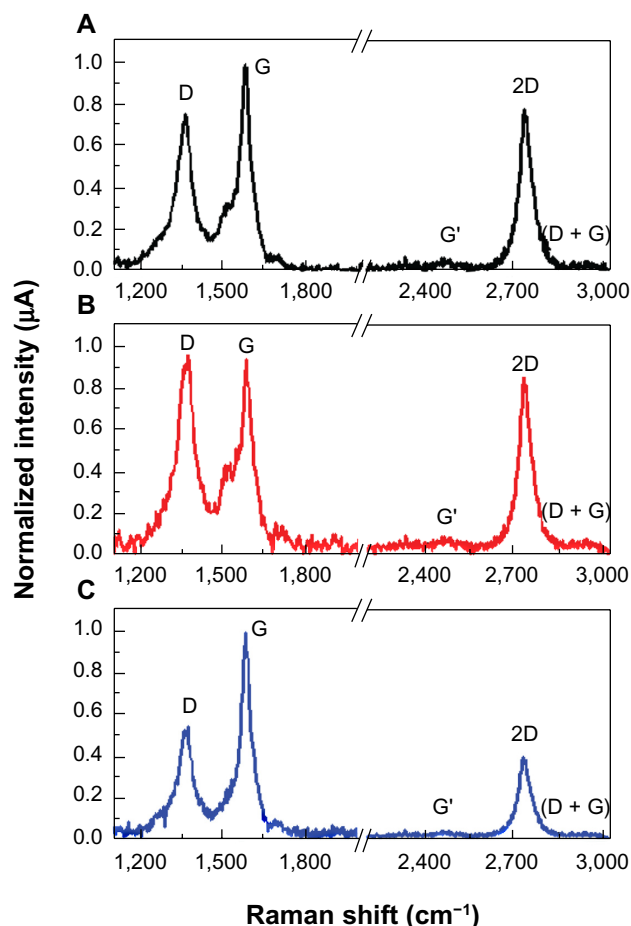 A
D
G
2D
G'
(D + G)
1.0
0.8
0.6
0.4
0.2
0.0
1,200 1,500 1,800 2,400 2,700 3,000
B
D
G
2D
G'
(D + G)
1.0
0.8
0.6
0.4
0.2
0.0
1,200 1,500 1,800 2,400 2,700 3,000
C
D
G
2D
G'
(D + G)
1.0
0.8
0.6
0.4
0.2
0.0
1,200 1,500 1,800 2,400 2,700 3,000
Normalized intensity (µA)
Raman shift (cm⁻¹)